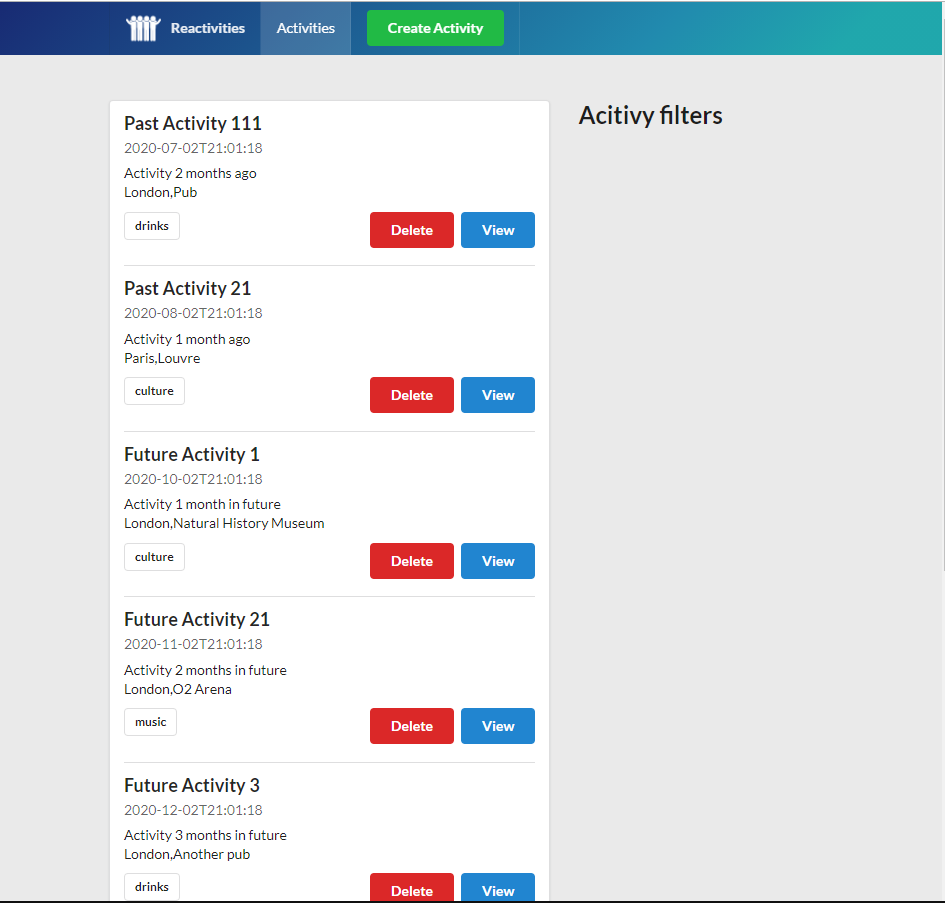 Reactivities
Activities
Create Activity
Acitivy filters
Past Activity 111
2020-07-02T21:01:18
Activity 2 months ago
London,Pub
drinks
Delete
View
Past Activity 21
2020-08-02T21:01:18
Activity 1 month ago
Paris,Louvre
culture
Delete
View
Future Activity 1
2020-10-02T21:01:18
Activity 1 month in future
London,Natural History Museum
culture
Delete
View
Future Activity 21
2020-11-02T21:01:18
Activity 2 months in future
London,O2 Arena
music
Delete
View
Future Activity 3
2020-12-02T21:01:18
Activity 3 months in future
London,Another pub
drinks
Delete
View